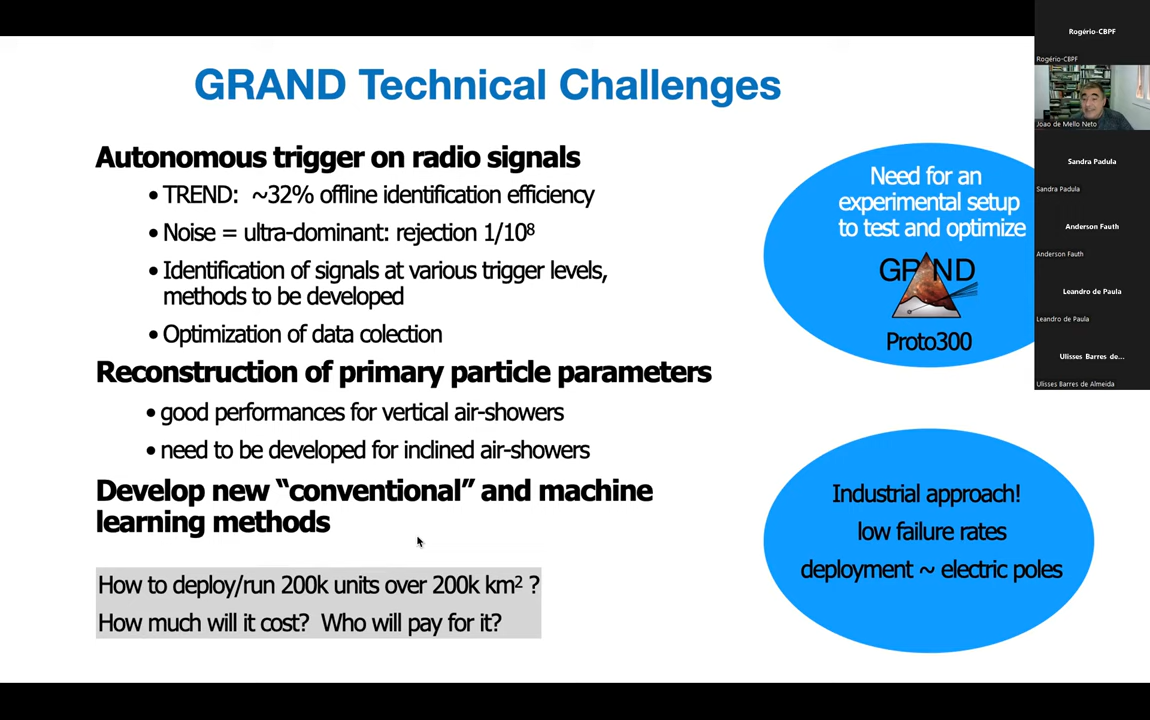 GRAND Technical Challenges
Autonomous trigger on radio signals
• TREND: ~32% offline identification efficiency
• Noise = ultra-dominant: rejection 1/10⁸
• Identification of signals at various trigger levels,
methods to be developed
• Optimization of data colection
Reconstruction of primary particle parameters
• good performances for vertical air-showers
• need to be developed for inclined air-showers
Develop new “conventional” and machine
learning methods
How to deploy/run 200k units over 200k km² ?
How much will it cost? Who will pay for it?
Need for an
experimental setup
to test and optimize
GRAND
Proto300
Industrial approach!
low failure rates
deployment ~ electric poles
Rogério-CBPF
Rogério-CBPF
Joao de Mello Neto
Sandra Padula
Sandra Padula
Anderson Fauth
Anderson Fauth
Leandro de Paula
Leandro de Paula
Ulisses Barres de...
Ulisses Barres de Almeida